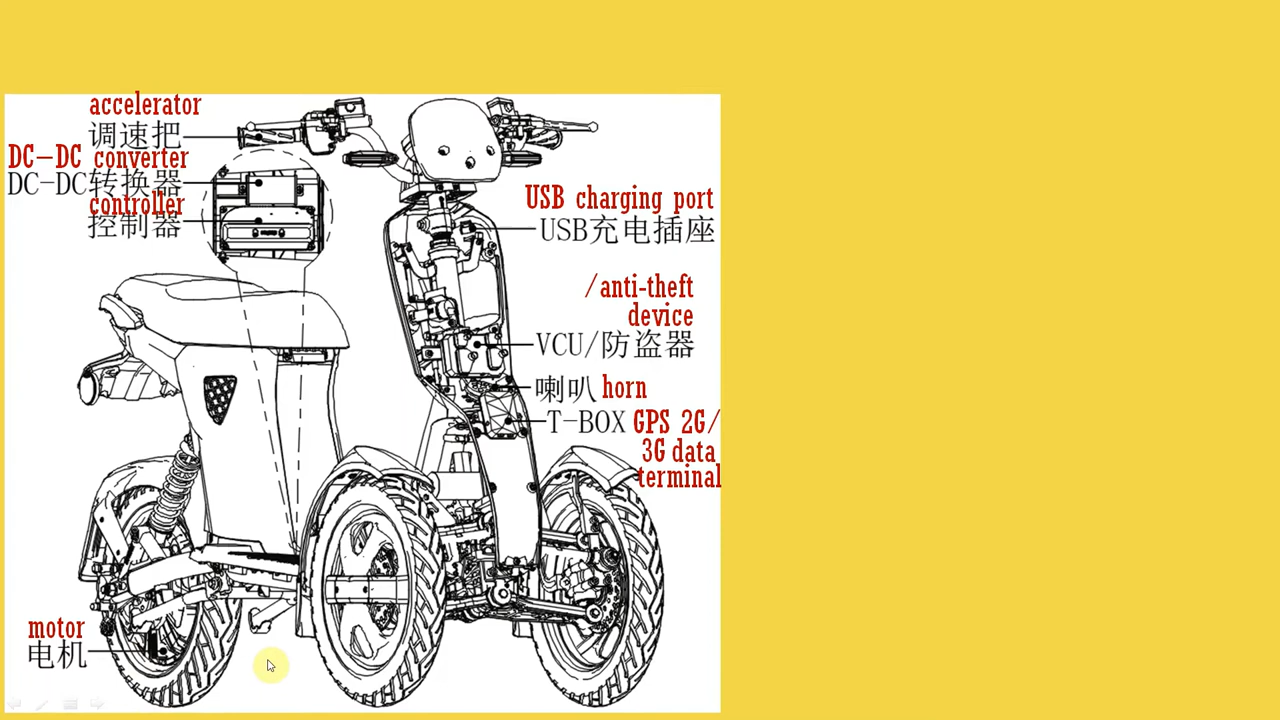 accelerator
调速把
DC-DC converter
DC-DC转换器
controller
控制器
USB charging port
USB充电插座
/anti-theft
device
VCU/防盗器
喇叭 horn
T-BOX GPS 2G/
3G data
terminal
motor
电机